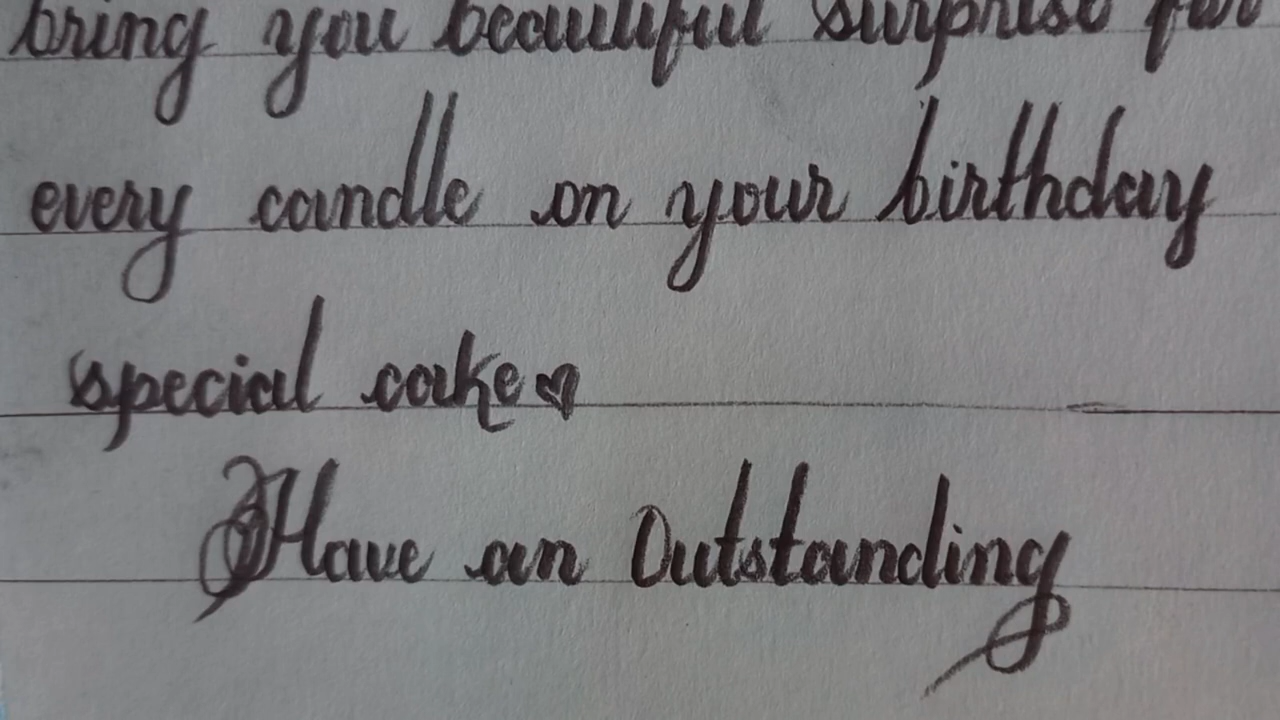 bring you beautiful surprise for
every candle on your birthday
special cake
Have an Outstanding